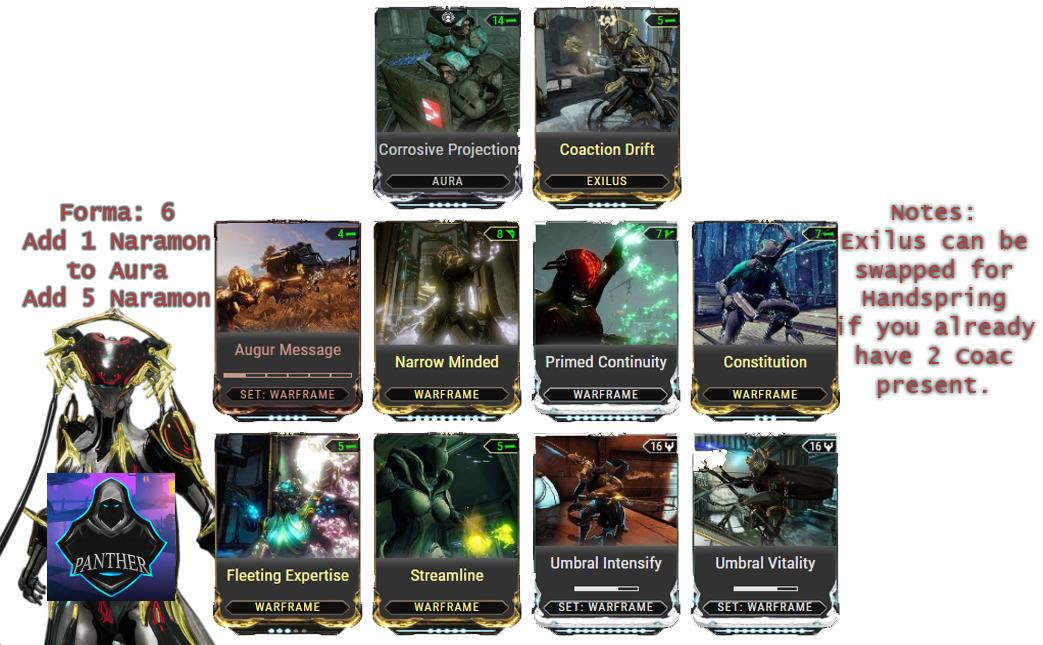 14
5
Corrosive Projection
Coaction Drift
AURA
EXILUS
Forma: 6
Add 1 Naramon
to Aura
Add 5 Naramon
Notes:
Exilus can be
swapped for
Handspring
if you already
have 2 Coac
present.
4
8
7
7
Augur Message
Narrow Minded
Primed Continuity
Constitution
SET: WARFRAME
WARFRAME
WARFRAME
WARFRAME
5
5
16
16
PANTHER
Fleeting Expertise
Streamline
Umbral Intensify
Umbral Vitality
WARFRAME
WARFRAME
SET: WARFRAME
SET: WARFRAME